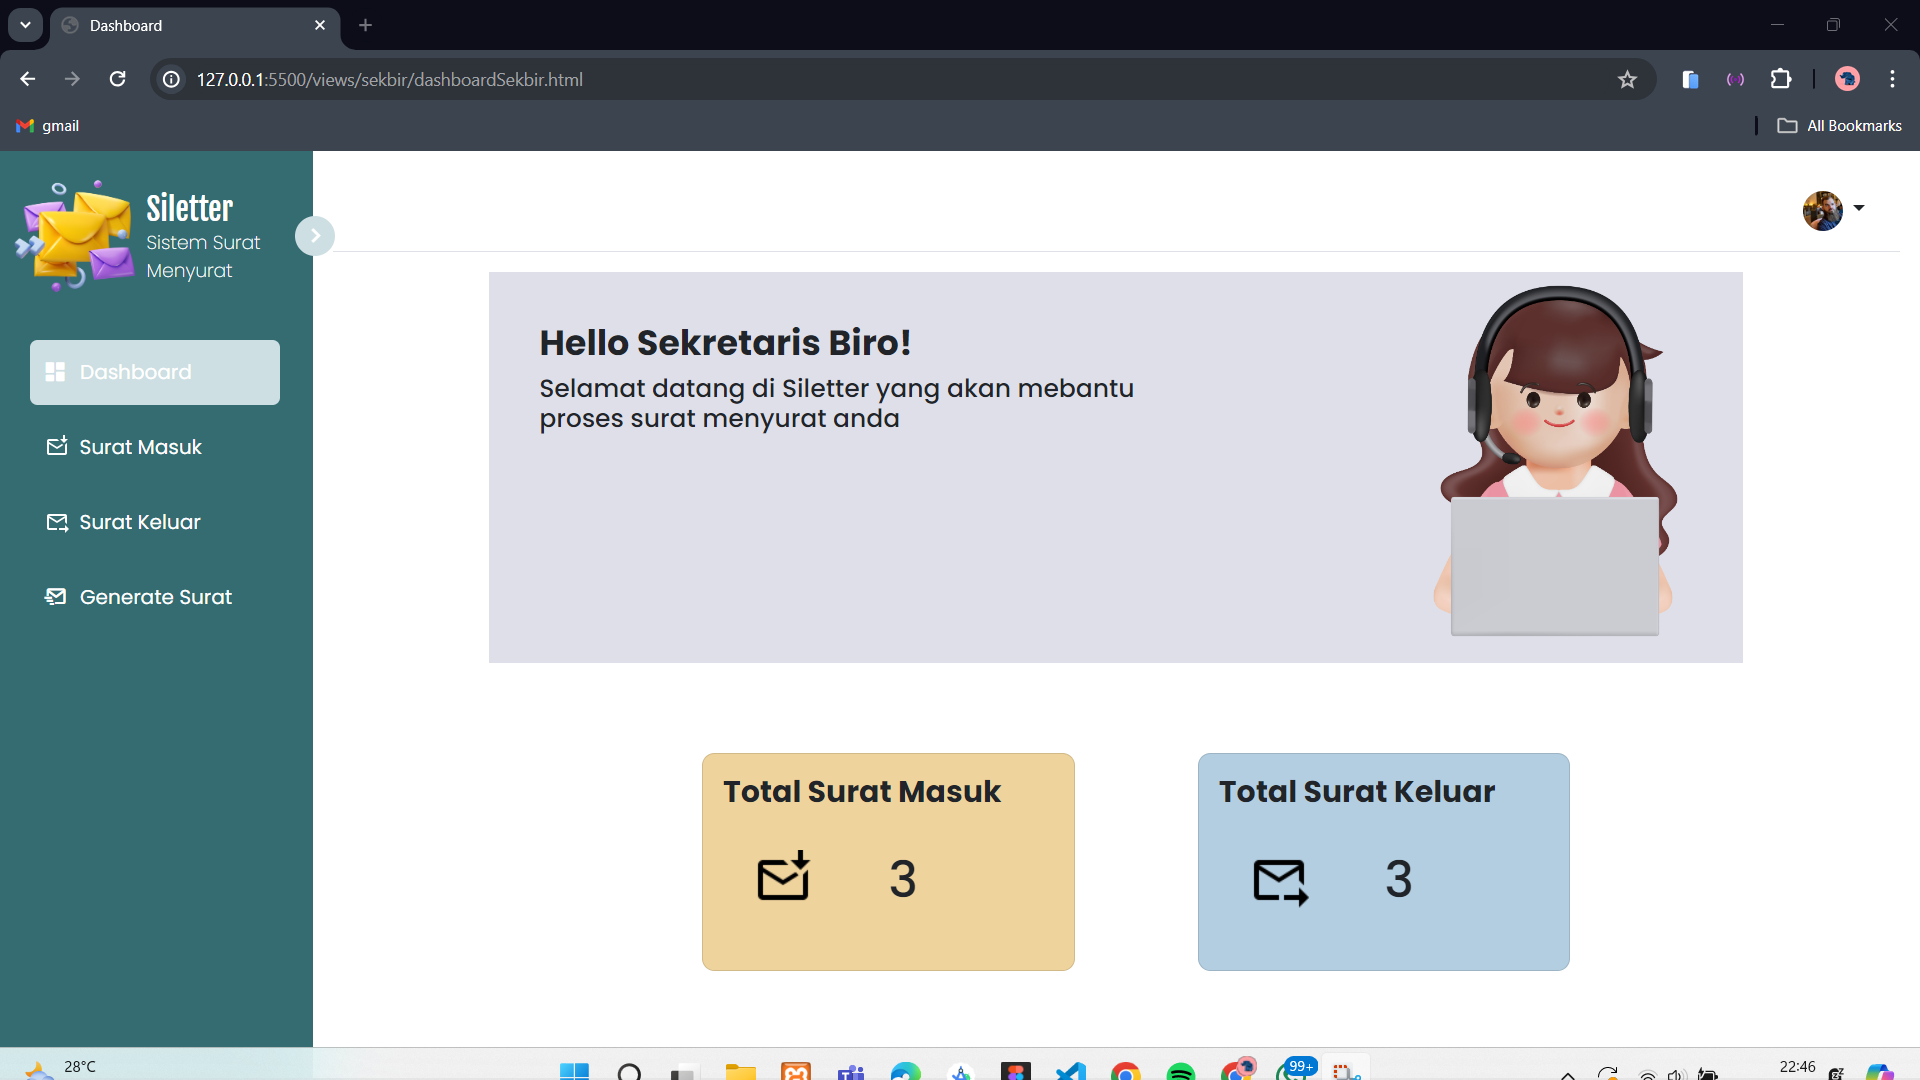 Dashboard
127.0.0.1:5500/views/sekbir/dashboardSekbir.html
gmail
All Bookmarks
Siletter
Sistem Surat
Menyurat
Dashboard
Surat Masuk
Surat Keluar
Generate Surat
Hello Sekretaris Biro!
Selamat datang di Siletter yang akan mebantu
proses surat menyurat anda
Total Surat Masuk
3
Total Surat Keluar
3
28°C
99+
22:46